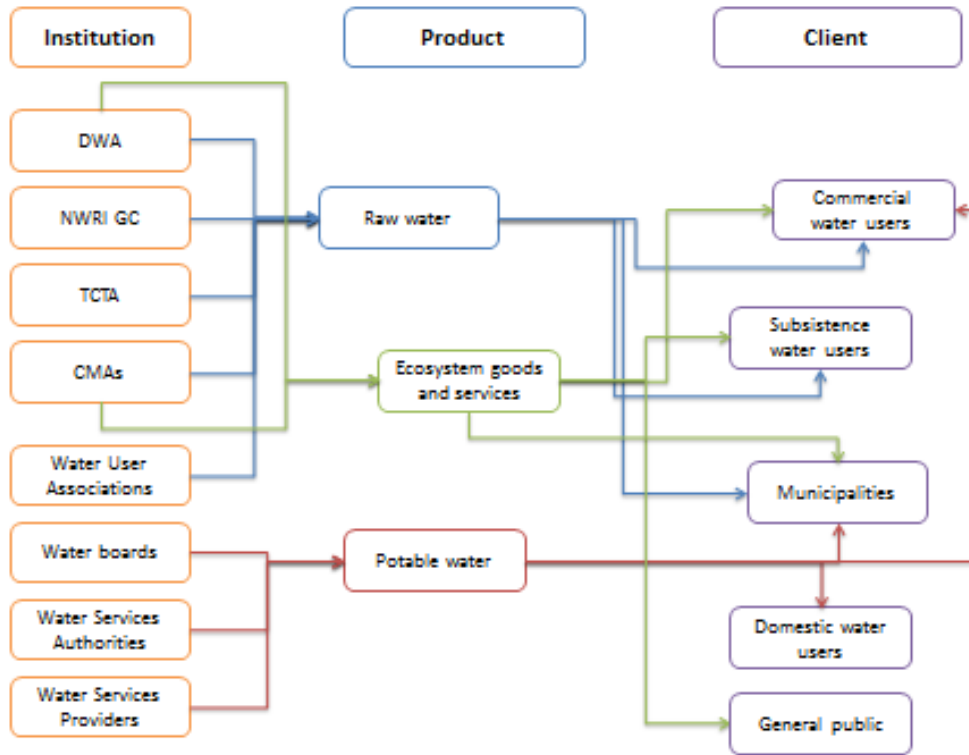 Institution
Product
Client
DWA
NWRI GC
TCTA
CMAs
Water User
Associations
Water boards
Water Services
Authorities
Water Services
Providers
Raw water
Ecosystem goods
and services
Potable water
Commercial
water users
Subsistence
water users
Municipalities
Domestic water
users
General public